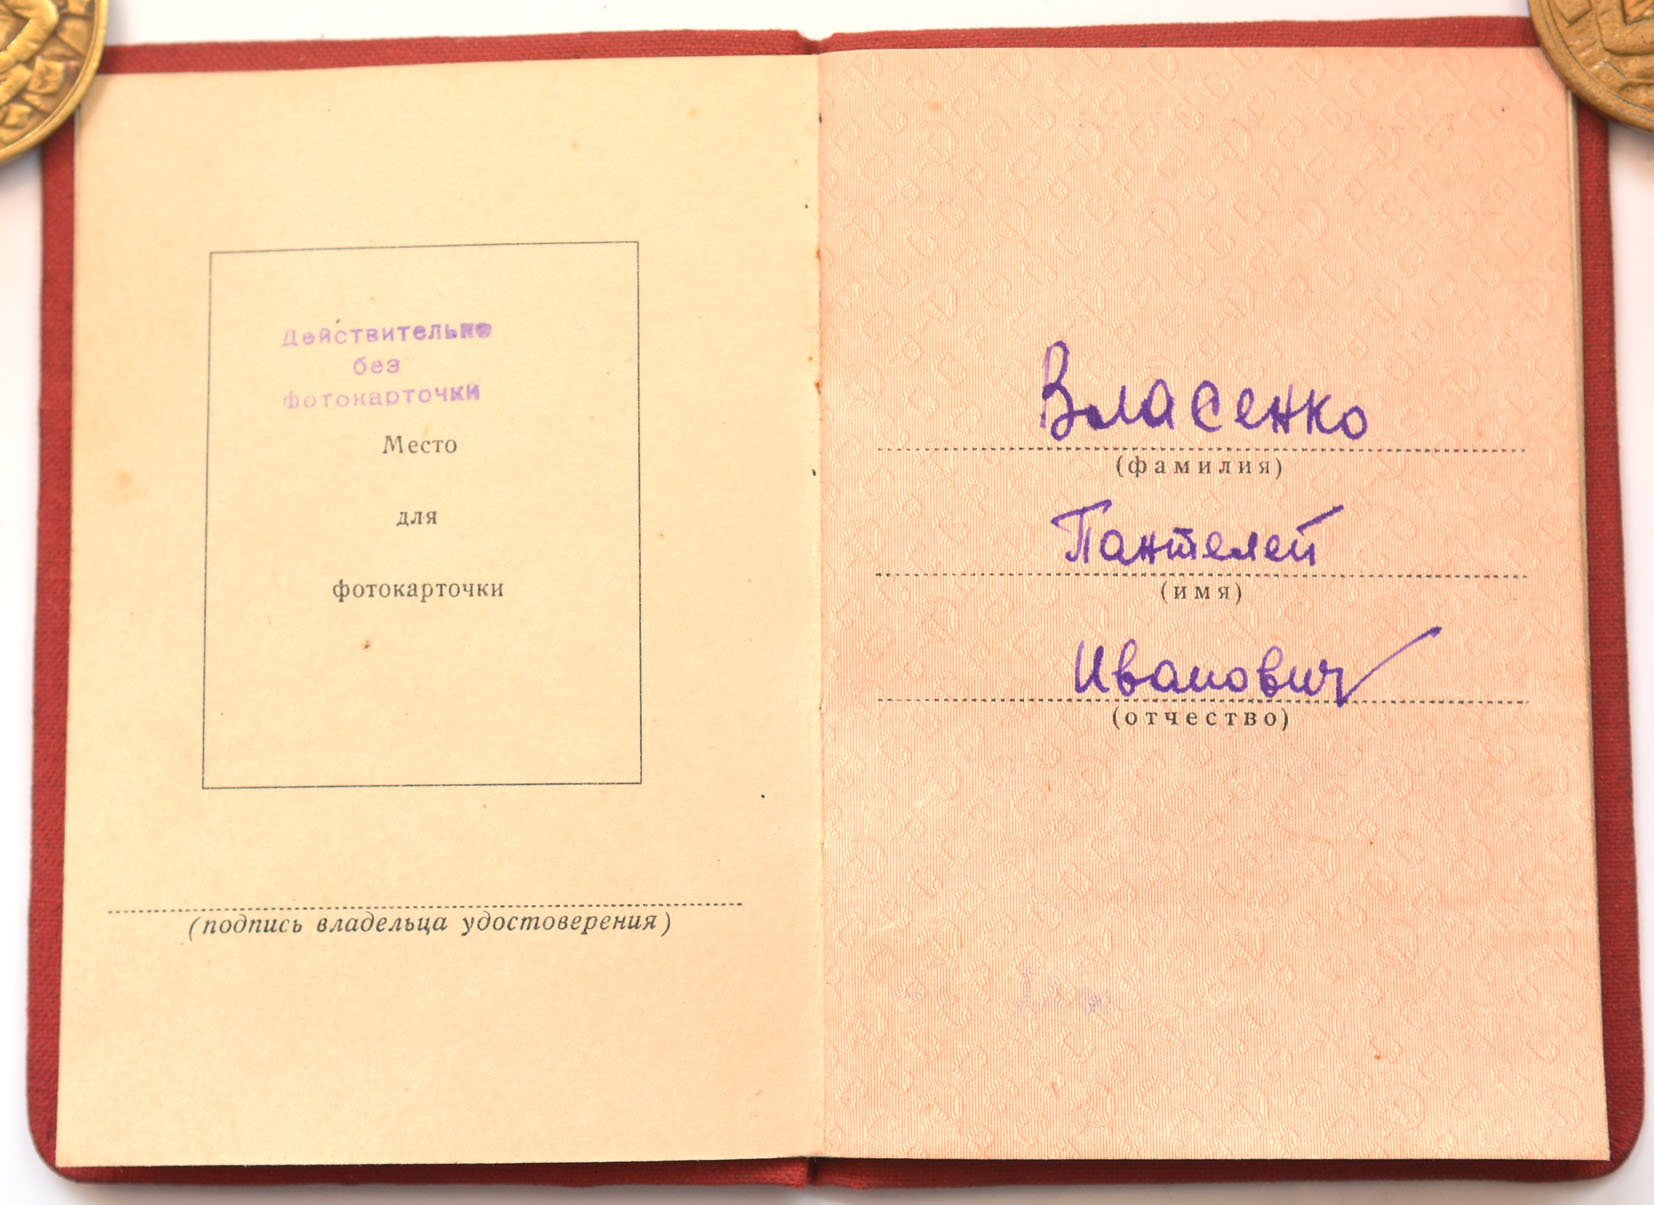 Действительно
без
фотокарточки
Место
для
фотокарточки
(подпись владельца удостоверения)
Власенко
(фамилия)
Пантелей
(имя)
Иванович
(отчество)